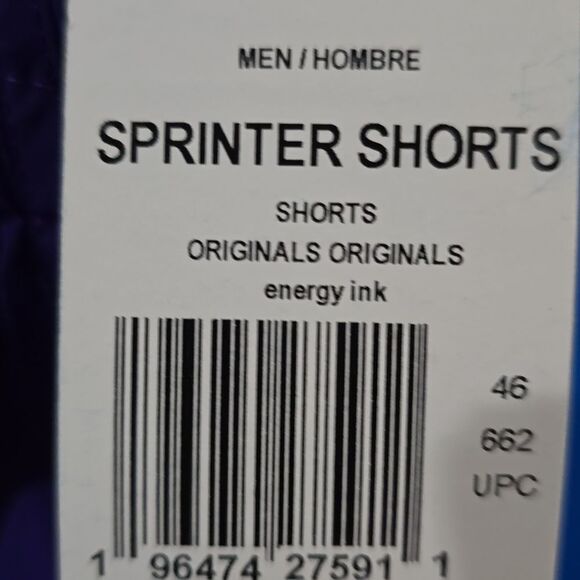 MEN / HOMBRE
SPRINTER SHORTS
SHORTS
ORIGINALS ORIGINALS
energy ink
46
662
UPC
1 96474 27591 1